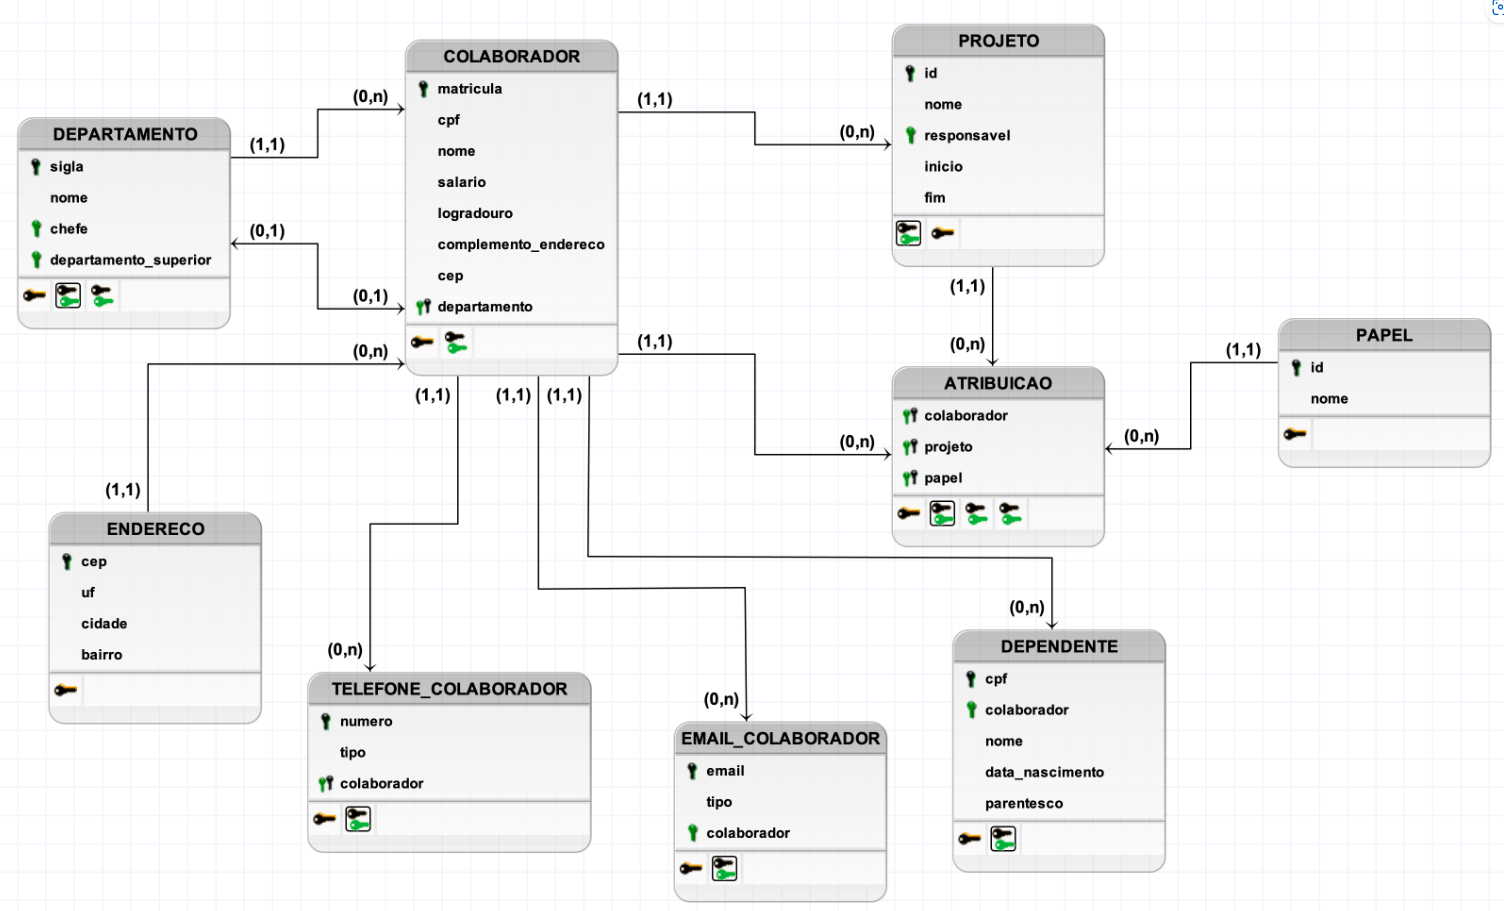 DEPARTAMENTO
sigla
nome
chefe
departamento_superior
(1,1)
(0,n)
(0,1)
(0,1)
COLABORADOR
matricula
cpf
nome
salario
logradouro
complemento_endereco
cep
departamento
(1,1)
(0,n)
PROJETO
id
nome
responsavel
inicio
fim
(1,1)
(0,n)
(1,1)
(0,n)
ATRIBUICAO
colaborador
projeto
papel
(1,1)
(0,n)
PAPEL
id
nome
(0,n)
(1,1)
ENDERECO
cep
uf
cidade
bairro
(1,1)
(1,1)
(1,1)
(0,n)
TELEFONE_COLABORADOR
numero
tipo
colaborador
(0,n)
EMAIL_COLABORADOR
email
tipo
colaborador
(0,n)
DEPENDENTE
cpf
colaborador
nome
data_nascimento
parentesco